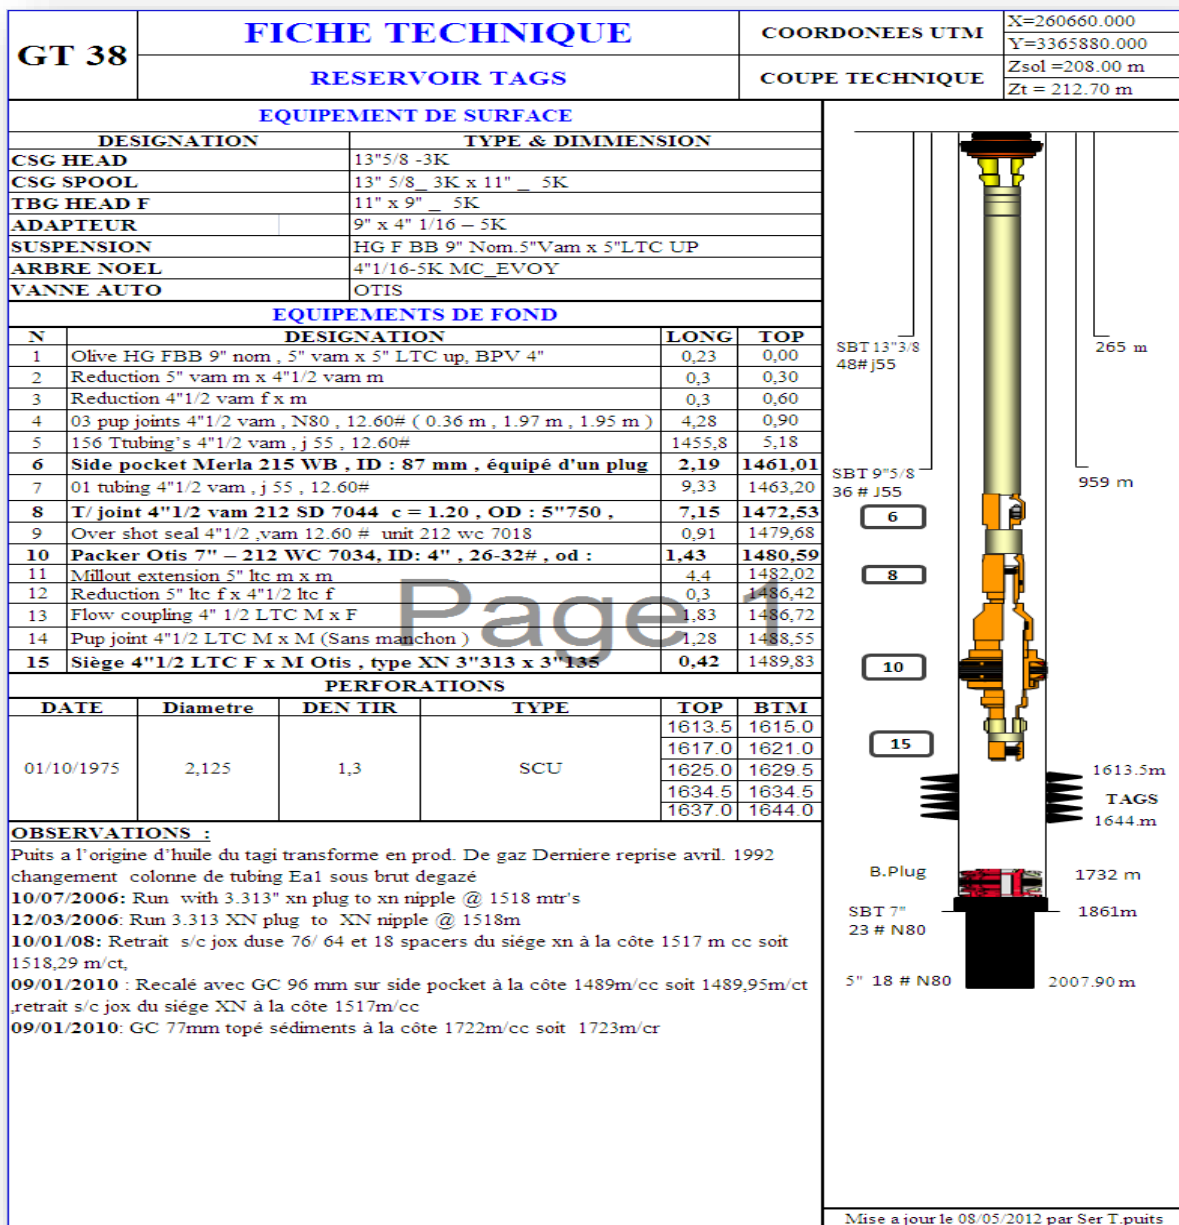 GT 38
FICHE TECHNIQUE
RESERVOIR TAGS
COORDONEES UTM
X=260660.000
Y=3365880.000
COUPE TECHNIQUE
Zsol =208.00 m
Zt = 212.70 m
EQUIPEMENT DE SURFACE
DESIGNATION TYPE & DIMMENSION
CSG HEAD 13"5/8 -3K
CSG SPOOL 13" 5/8_ 3K x 11" _ 5K
TBG HEAD F 11" x 9" _ 5K
ADAPTEUR 9" x 4" 1/16 – 5K
SUSPENSION HG F BB 9" Nom.5"Vam x 5"LTC UP
ARBRE NOEL 4"1/16-5K MC_EVOY
VANNE AUTO OTIS
EQUIPEMENTS DE FOND
N DESIGNATION LONG TOP
1 Olive HG FBB 9" nom , 5" vam x 5" LTC up, BPV 4" 0,23 0,00
2 Reduction 5" vam m x 4"1/2 vam m 0,3 0,30
3 Reduction 4"1/2 vam f x m 0,3 0,60
4 03 pup joints 4"1/2 vam , N80 , 12.60# ( 0.36 m , 1.97 m , 1.95 m ) 4,28 0,90
5 156 Ttubing's 4"1/2 vam , j 55 , 12.60# 1455,8 5,18
6 Side pocket Merla 215 WB , ID : 87 mm , équipé d'un plug 2,19 1461,01
7 01 tubing 4"1/2 vam , j 55 , 12.60# 9,33 1463,20
8 T/ joint 4"1/2 vam 212 SD 7044 c = 1.20 , OD : 5"750 , 7,15 1472,53
9 Over shot seal 4"1/2 ,vam 12.60 # unit 212 wc 7018 0,91 1479,68
10 Packer Otis 7" – 212 WC 7034, ID: 4" , 26-32# , od : 1,43 1480,59
11 Millout extension 5" ltc m x m 4,4 1482,02
12 Reduction 5" ltc f x 4"1/2 ltc f 0,3 1486,42
13 Flow coupling 4" 1/2 LTC M x F 1,83 1486,72
14 Pup joint 4"1/2 LTC M x M (Sans manchon ) 1,28 1488,55
15 Siège 4"1/2 LTC F x M Otis , type XN 3"313 x 3"135 0,42 1489,83
Page 1
PERFORATIONS
DATE Diametre DEN TIR TYPE TOP BTM
01/10/1975 2,125 1,3 SCU
1613.5 1615.0
1617.0 1621.0
1625.0 1629.5
1634.5 1634.5
1637.0 1644.0
OBSERVATIONS :
Puits a l'origine d'huile du tagi transforme en prod. De gaz Derniere reprise avril. 1992
changement colonne de tubing Ea1 sous brut degazé
10/07/2006: Run with 3.313" xn plug to xn nipple @ 1518 mtr's
12/03/2006: Run 3.313 XN plug to XN nipple @ 1518m
10/01/08: Retrait s/c jox duse 76/ 64 et 18 spacers du siége xn à la côte 1517 m cc soit
1518,29 m/ct,
09/01/2010 : Recalé avec GC 96 mm sur side pocket à la côte 1489m/cc soit 1489,95m/ct
,retrait s/c jox du siége XN à la côte 1517m/cc
09/01/2010: GC 77mm topé sédiments à la côte 1722m/cc soit 1723m/cr
SBT 13"3/8
48# j55
265 m
SBT 9"5/8
36 # J55
959 m
6
8
10
15
1613.5m
TAGS
1644.m
B.Plug
1732 m
SBT 7"
23 # N80
1861m
5" 18 # N80
2007.90 m
Mise a jour le 08/05/2012 par Ser T.puits